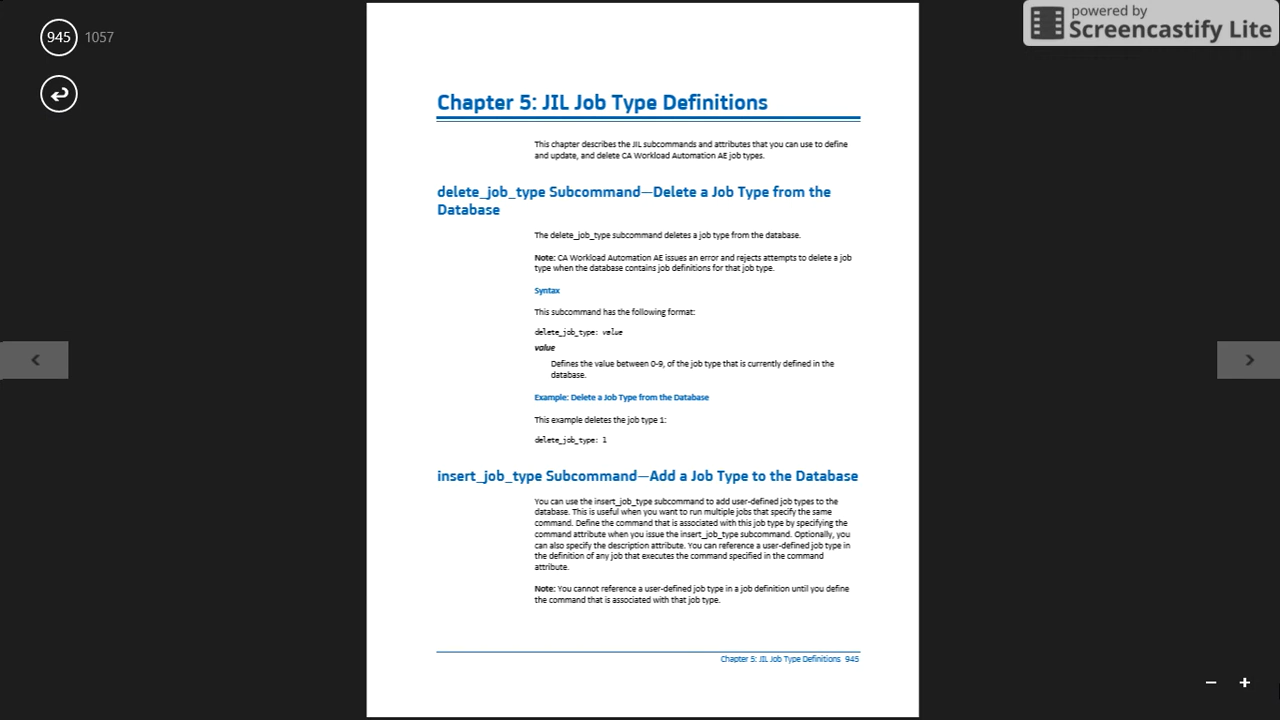 945 1057
powered by
Screencastify Lite
Chapter 5: JIL Job Type Definitions
This chapter describes the JIL subcommands and attributes that you can use to define
and update, and delete CA Workload Automation AE job types.
delete_job_type Subcommand—Delete a Job Type from the
Database
The delete_job_type subcommand deletes a job type from the database.
Note: CA Workload Automation AE issues an error and rejects attempts to delete a job
type when the database contains job definitions for that job type.
Syntax
This subcommand has the following format:
delete_job_type: value
value
Defines the value between 0-9, of the job type that is currently defined in the
database.
Example: Delete a Job Type from the Database
This example deletes the job type 1:
delete_job_type: 1
insert_job_type Subcommand—Add a Job Type to the Database
You can use the insert_job_type subcommand to add user-defined job types to the
database. This is useful when you want to run multiple jobs that specify the same
command. Define the command that is associated with this job type by specifying the
command attribute when you issue the insert_job_type subcommand. Optionally, you
can also specify the description attribute. You can reference a user-defined job type in
the definition of any job that executes the command specified in the command
attribute.
Note: You cannot reference a user-defined job type in a job definition until you define
the command that is associated with that job type.
Chapter 5: JIL Job Type Definitions 945